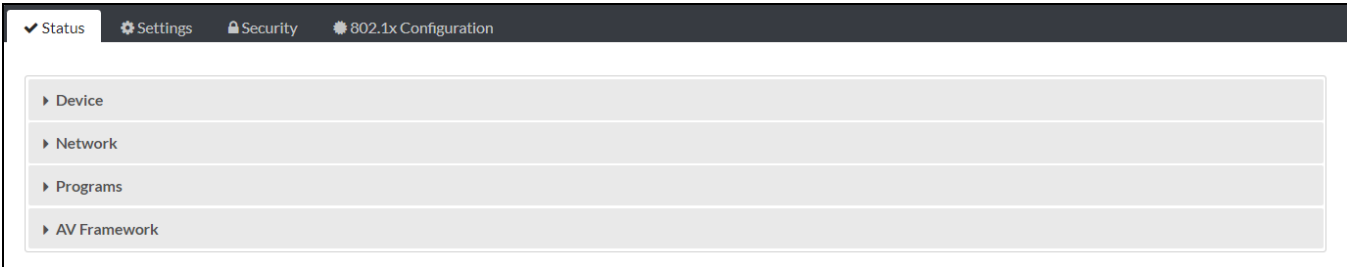 Status Settings Security 802.1x Configuration
Device
Network
Programs
AV Framework